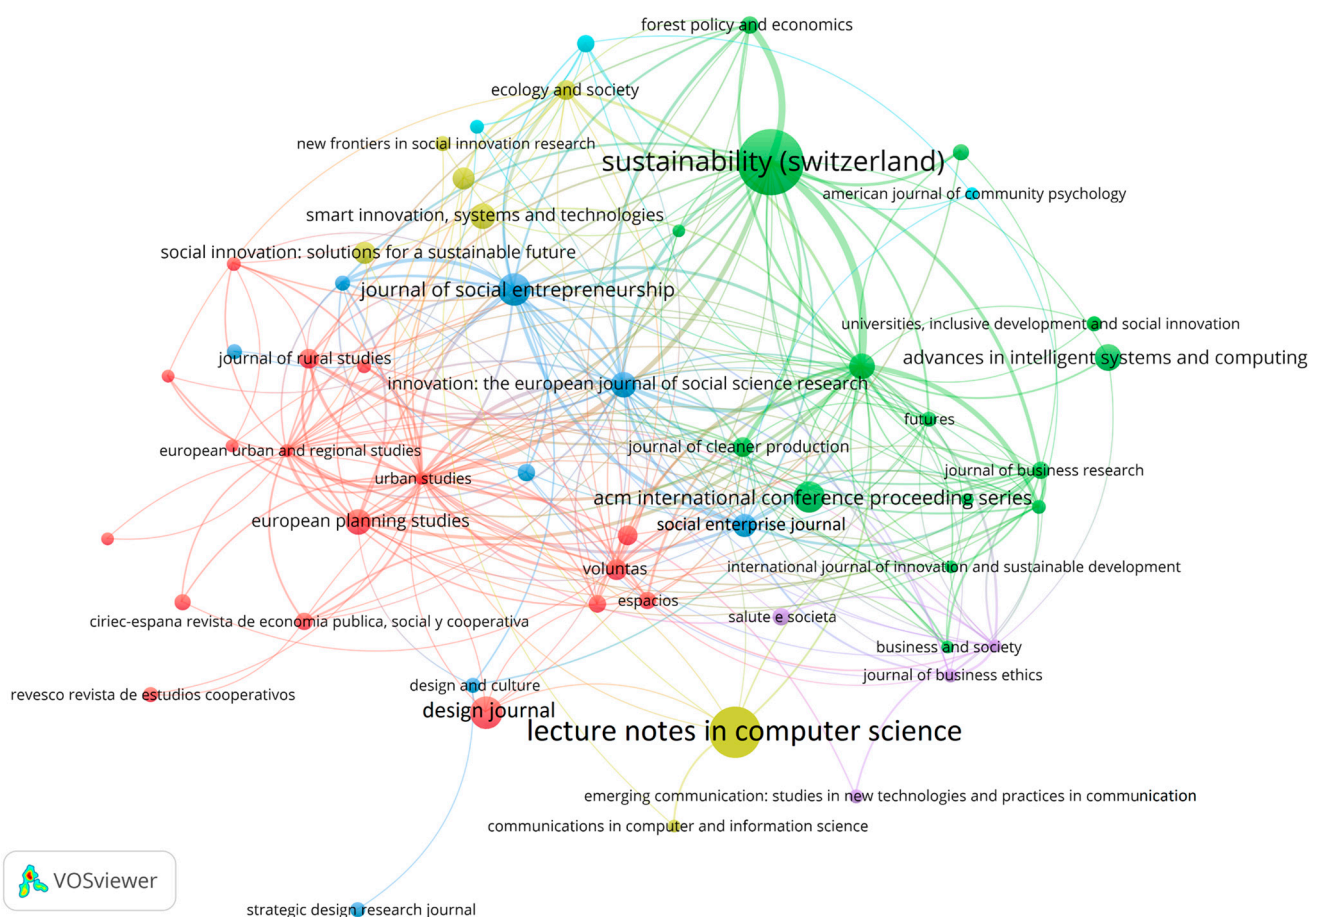 forest policy and economics
ecology and society
new frontiers in social innovation research
sustainability (switzerland)
american journal of community psychology
smart innovation, systems and technologies
social innovation: solutions for a sustainable future
journal of social entrepreneurship
universities, inclusive development and social innovation
journal of rural studies
advances in intelligent systems and computing
innovation: the european journal of social science research
futures
european urban and regional studies
journal of cleaner production
journal of business research
urban studies
acm international conference proceeding series
european planning studies
social enterprise journal
voluntas
international journal of innovation and sustainable development
espacios
salute e societa
ciriec-espana revista de economia publica, social y cooperativa
business and society
journal of business ethics
design and culture
revesco revista de estudios cooperativos
design journal
lecture notes in computer science
emerging communication: studies in new technologies and practices in communication
communications in computer and information science
VOSviewer
strategic design research journal